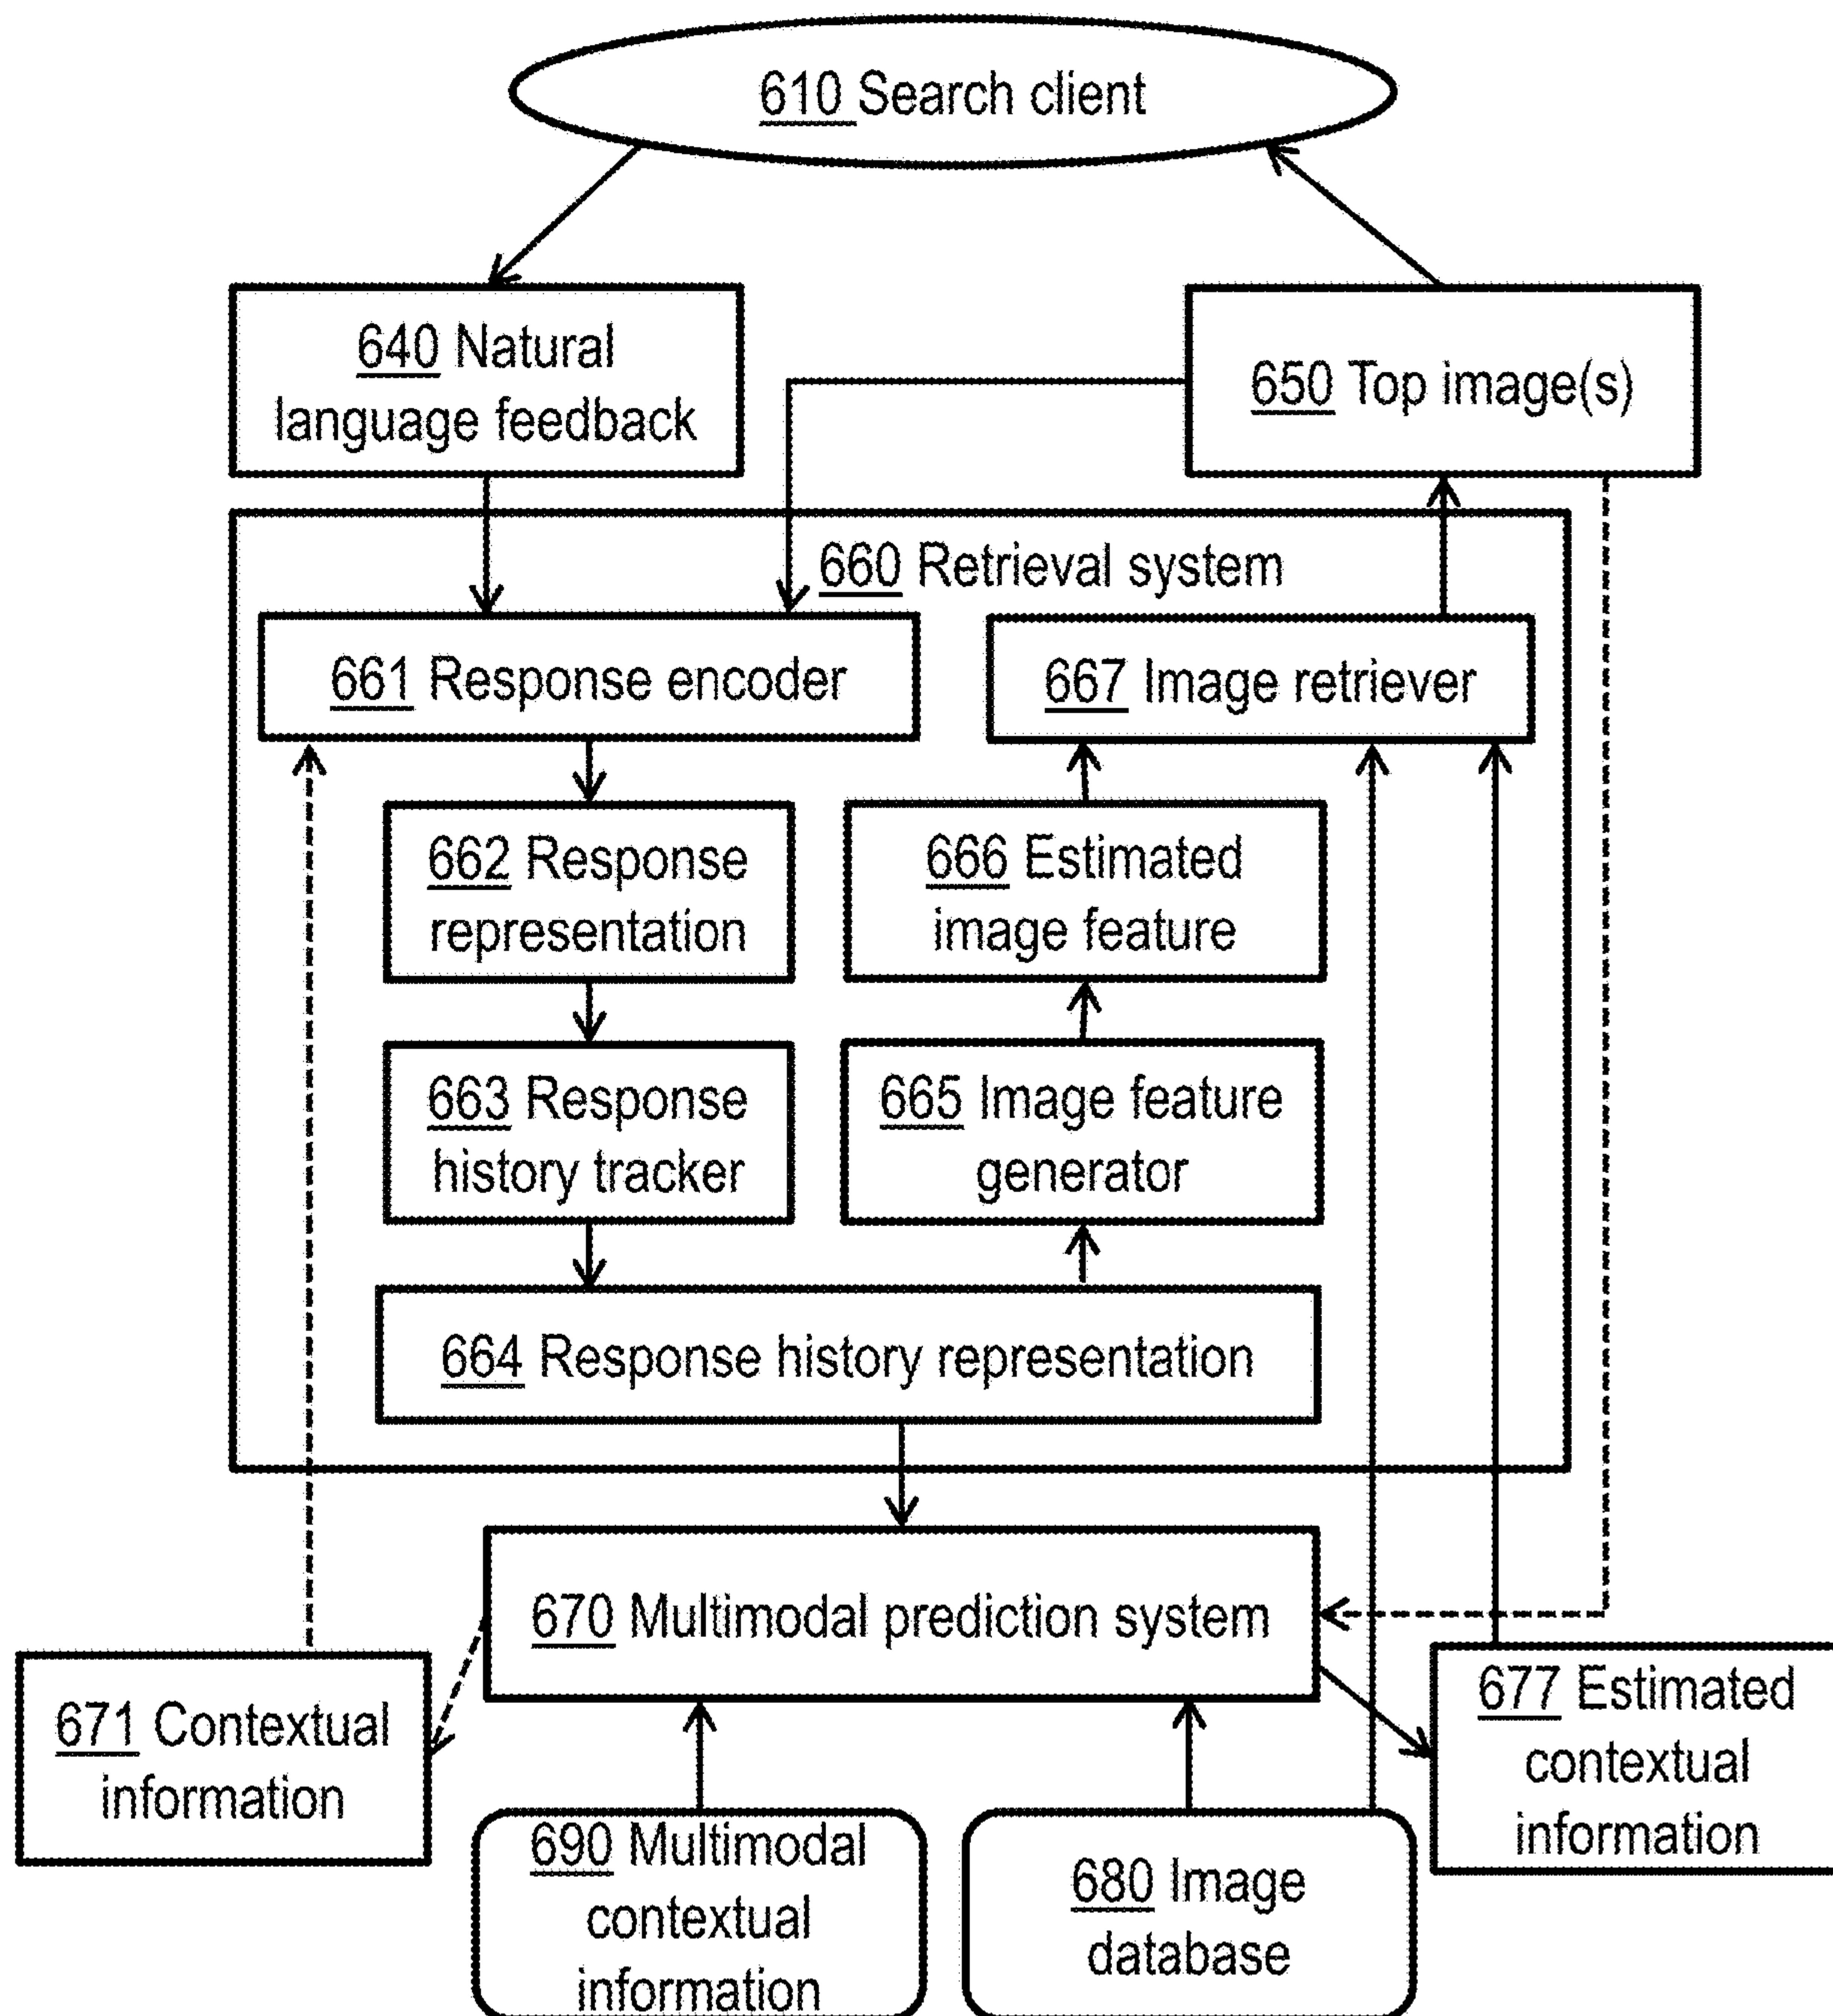 610 Search client
640 Natural
language feedback
650 Top image(s)
660 Retrieval system
661 Response encoder
667 Image retriever
662 Response
representation
666 Estimated
image feature
663 Response
history tracker
665 Image feature
generator
664 Response history representation
670 Multimodal prediction system
671 Contextual
information
677 Estimated
contextual
information
690 Multimodal
contextual
information
680 Image
database